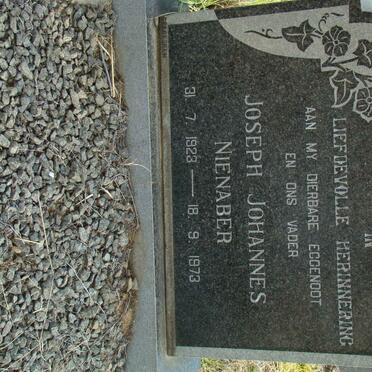 IN
LIEFDEVOLLE HERINNERING
AAN MY DIERBARE EGGENOOT
EN ONS VADER
JOSEPH JOHANNES
NIENABER
31. 7. 1923 — 18. 9. 1973